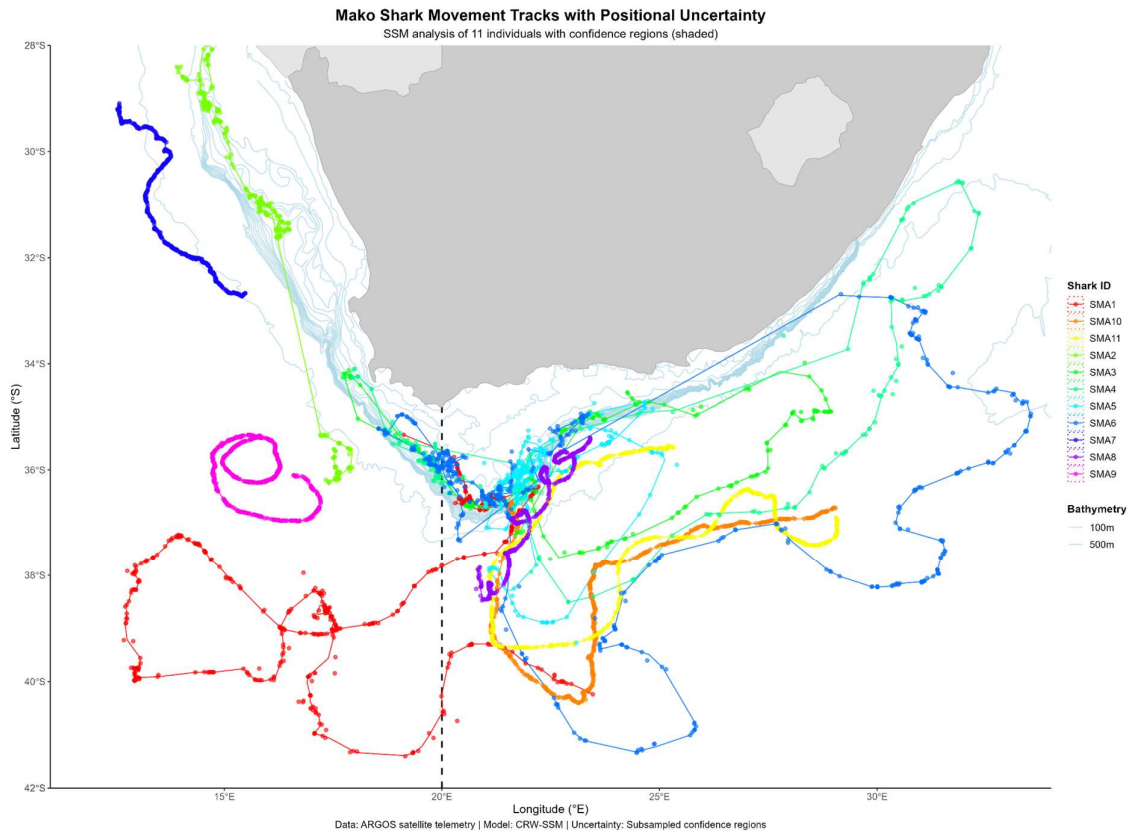 Mako Shark Movement Tracks with Positional Uncertainty
SSM analysis of 11 individuals with confidence regions (shaded)
28°S
30°S
32°S
34°S
36°S
38°S
40°S
42°S
Latitude (°S)
15°E
20°E
25°E
30°E
Longitude (°E)
Shark ID
SMA1
SMA10
SMA11
SMA2
SMA3
SMA4
SMA5
SMA6
SMA7
SMA8
SMA9
Bathymetry
100m
500m
Data: ARGOS satellite telemetry | Model: CRW-SSM | Uncertainty: Subsampled confidence regions